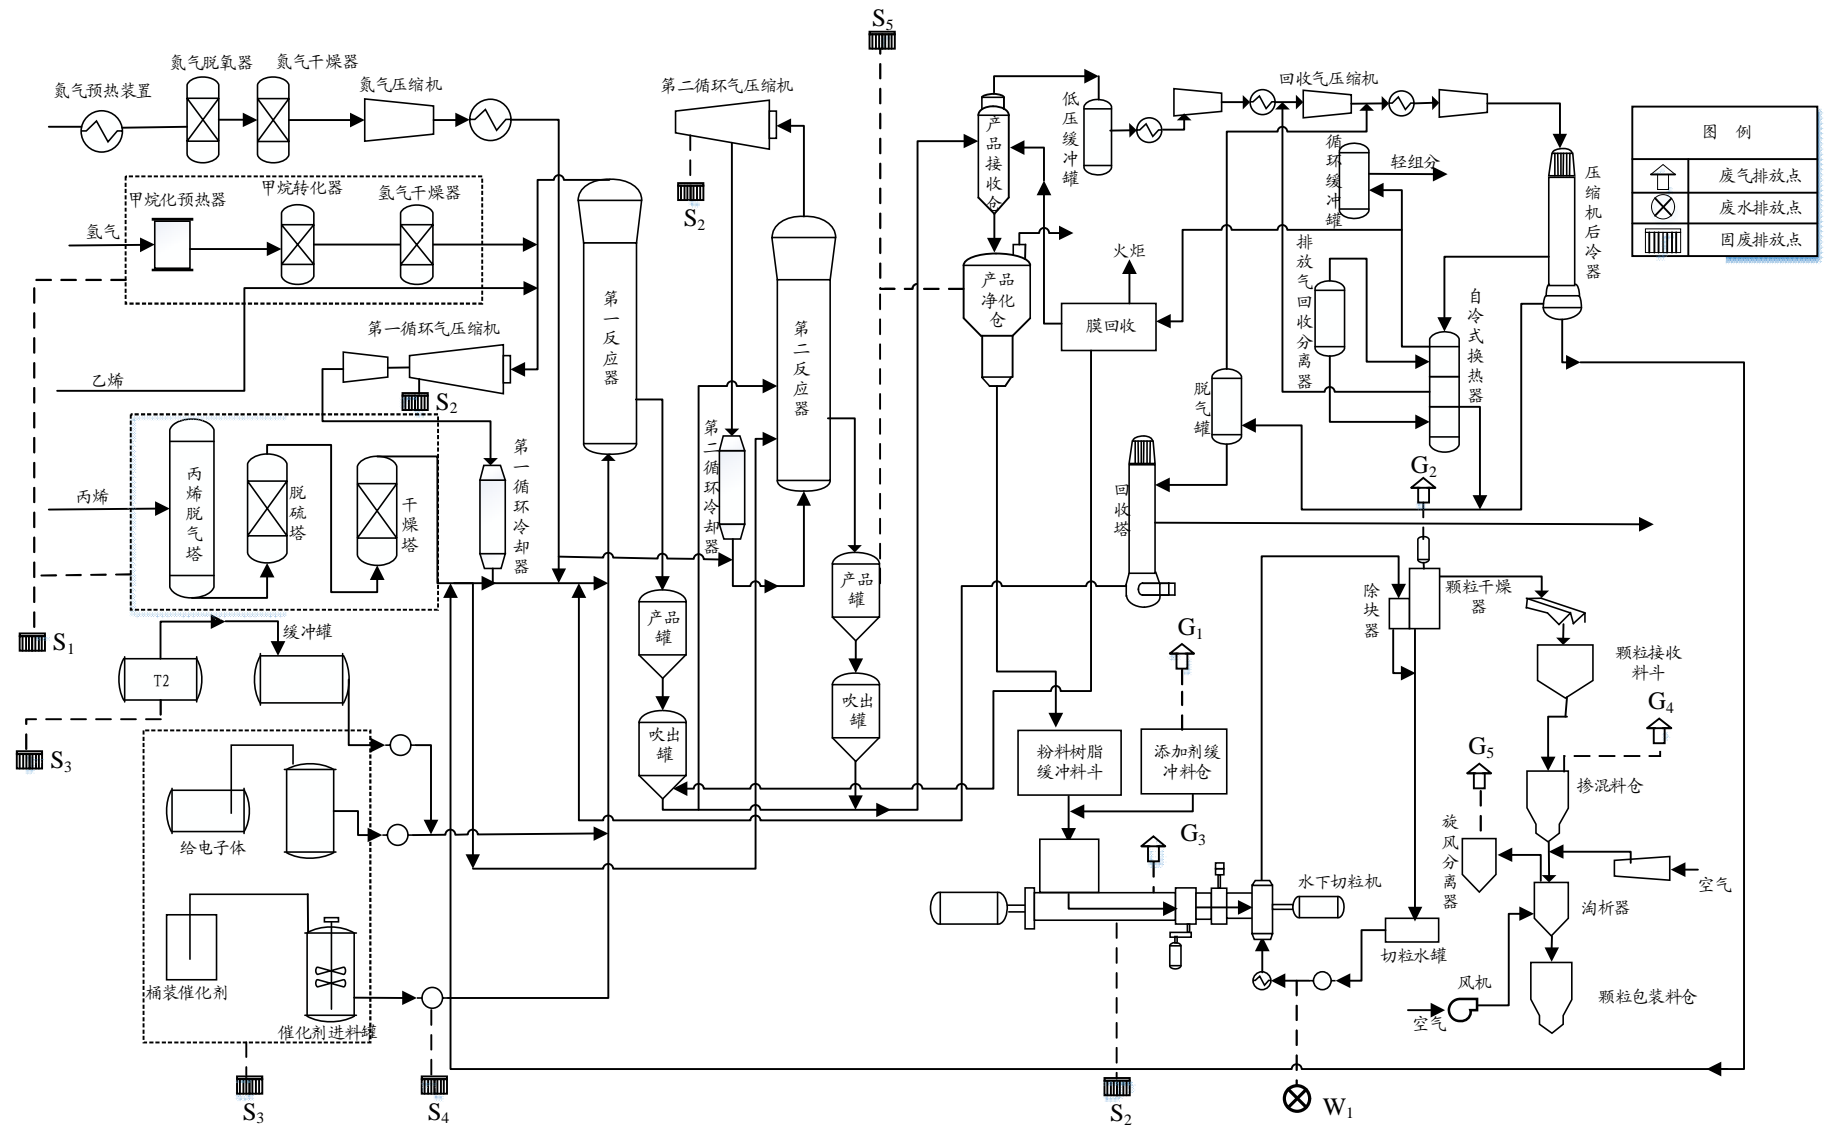 S5
氮气预热装置
氮气脱氧器
氮气干燥器
氮气压缩机
第二循环气压缩机
S2
甲烷化预热器
甲烷转化器
氢气干燥器
氢气
第一循环气压缩机
S2
乙烯
丙烯
丙烯脱气塔
脱硫塔
干燥塔
第一循环冷却器
第一反应器
第二循环冷却器
第二反应器
S1
缓冲罐
T2
S3
给电子体
桶装催化剂
催化剂进料罐
S3
S4
产品罐
吹出罐
产品罐
吹出罐
产品接收仓
低压缓冲罐
回收气压缩机
循环缓冲罐
轻组分
压缩机后冷器
产品净化仓
火炬
膜回收
排放气回收分离器
自冷式换热器
脱气罐
回收塔
图 例
废气排放点
废水排放点
固废排放点
G2
除块器
颗粒干燥器
颗粒接收
料斗
G1
G4
G5
粉料树脂
缓冲料斗
添加剂缓
冲料仓
掺混料仓
旋风分离器
G3
水下切粒机
空气
淘析器
切粒水罐
风机
空气
颗粒包装料仓
S2
W1